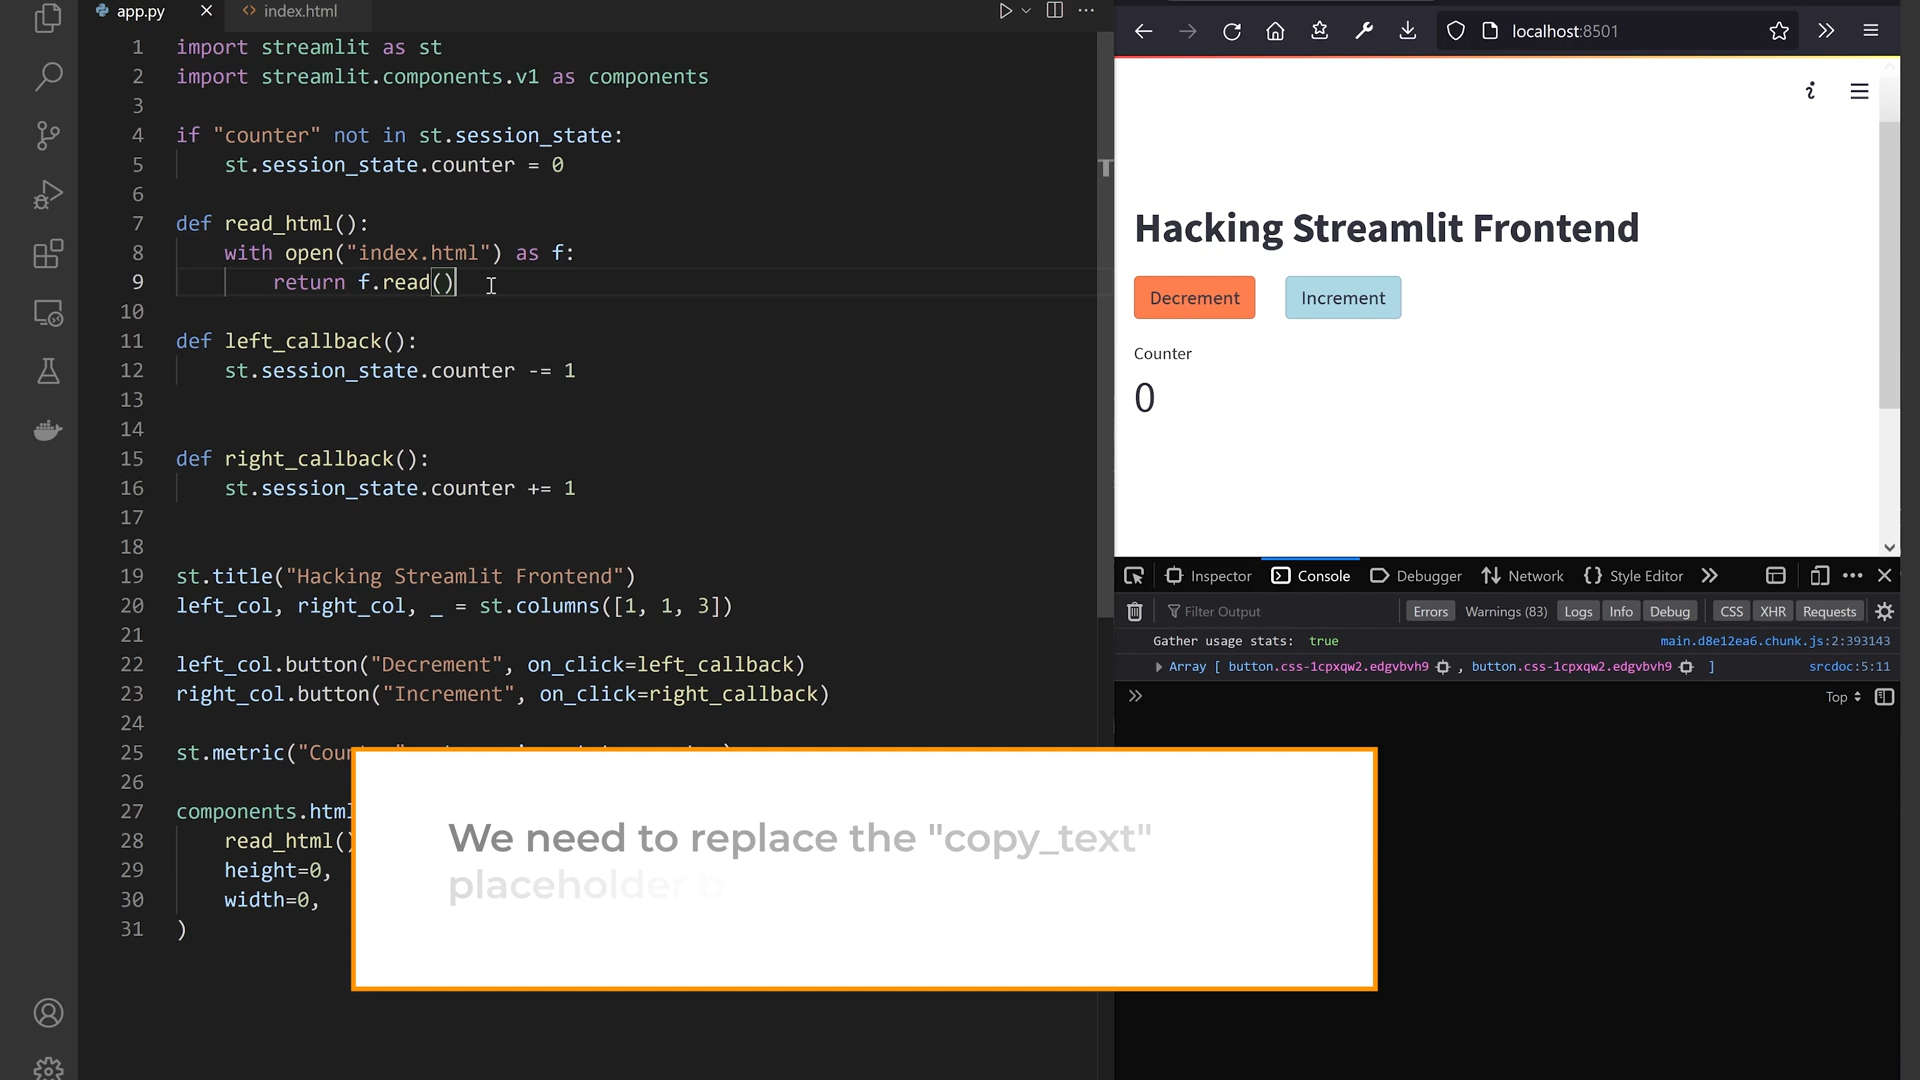 app.py
index.html
1 import streamlit as st
2 import streamlit.components.v1 as components
3
4 if "counter" not in st.session_state:
5 st.session_state.counter = 0
6
7 def read_html():
8 with open("index.html") as f:
9 return f.read()
10
11 def left_callback():
12 st.session_state.counter -= 1
13
14
15 def right_callback():
16 st.session_state.counter += 1
17
18
19 st.title("Hacking Streamlit Frontend")
20 left_col, right_col, _ = st.columns([1, 1, 3])
21
22 left_col.button("Decrement", on_click=left_callback)
23 right_col.button("Increment", on_click=right_callback)
24
25 st.metric("Cou
26
27 components.html
28 read_html()
29 height=0,
30 width=0,
31 )
We need to replace the "copy_text"
placeholder b
localhost:8501
Hacking Streamlit Frontend
Decrement Increment
Counter
0
Inspector Console Debugger Network Style Editor
Filter Output Errors Warnings (83) Logs Info Debug CSS XHR Requests
Gather usage stats: true main.d8e12ea6.chunk.js:2:393143
Array [ button.css-1cpxqw2.edgvbvh9 , button.css-1cpxqw2.edgvbvh9 ] srcdoc:5:11
Top